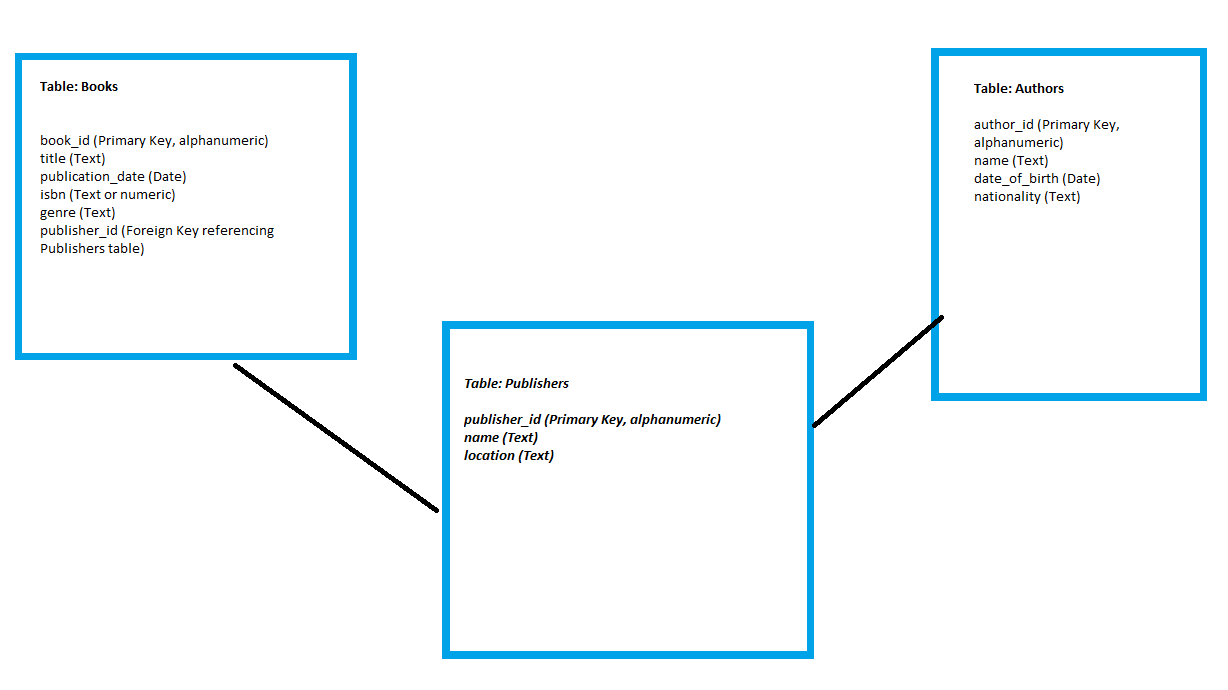 Table: Books
book_id (Primary Key, alphanumeric)
title (Text)
publication_date (Date)
isbn (Text or numeric)
genre (Text)
publisher_id (Foreign Key referencing
Publishers table)
Table: Authors
author_id (Primary Key,
alphanumeric)
name (Text)
date_of_birth (Date)
nationality (Text)
Table: Publishers
publisher_id (Primary Key, alphanumeric)
name (Text)
location (Text)